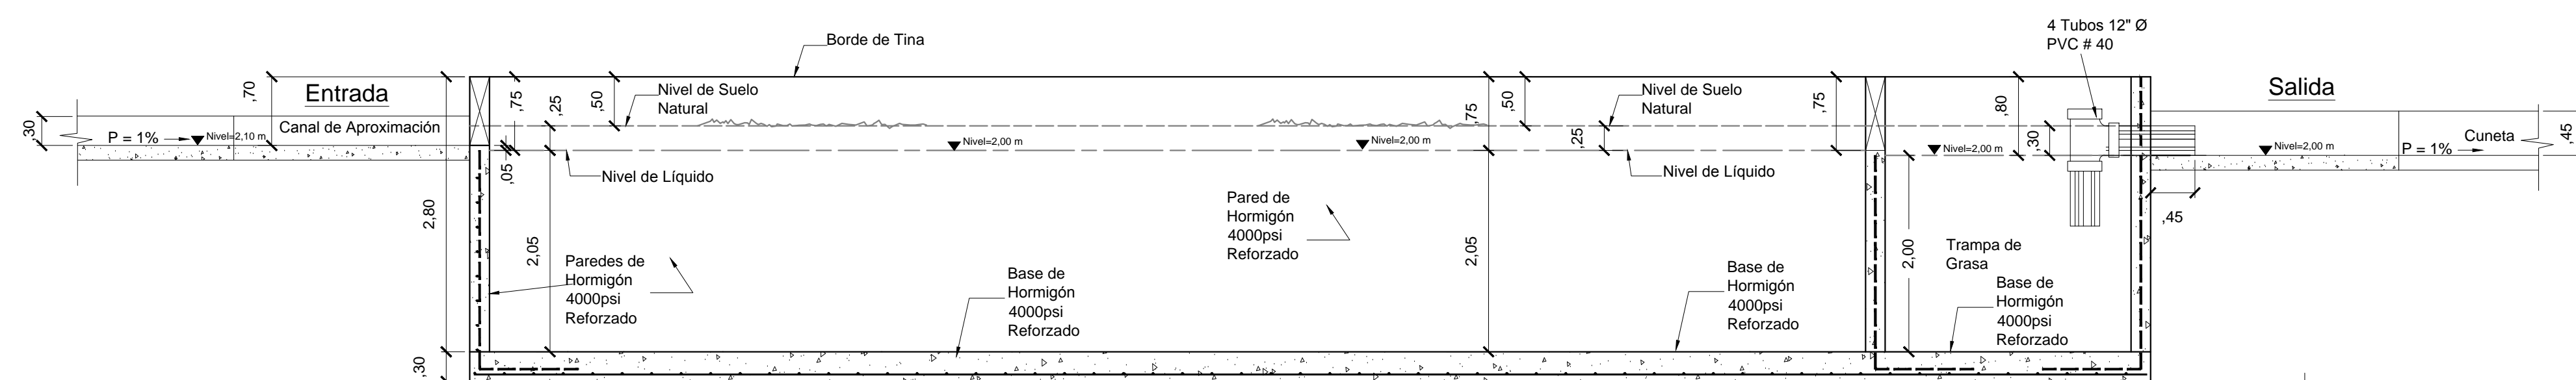 4 Tubos 12" Ø
PVC # 40
Borde de Tina
Entrada
Salida
,70
,30
P = 1%
Nivel=2,10 m
Canal de Aproximación
,75
,25
,50
Nivel de Suelo
Natural
Nivel=2,00 m
Nivel=2,00 m
,75
,50
,25
Nivel de Suelo
Natural
,75
,80
,30
Nivel=2,00 m
Nivel=2,00 m
P = 1%
Cuneta
,45
,45
,05
Nivel de Líquido
Nivel de Líquido
2,80
2,05
Paredes de
Hormigón
4000psi
Reforzado
Base de
Hormigón
4000psi
Reforzado
Pared de
Hormigón
4000psi
Reforzado
2,05
Base de
Hormigón
4000psi
Reforzado
2,00
Trampa de
Grasa
Base de
Hormigón
4000psi
Reforzado
,30